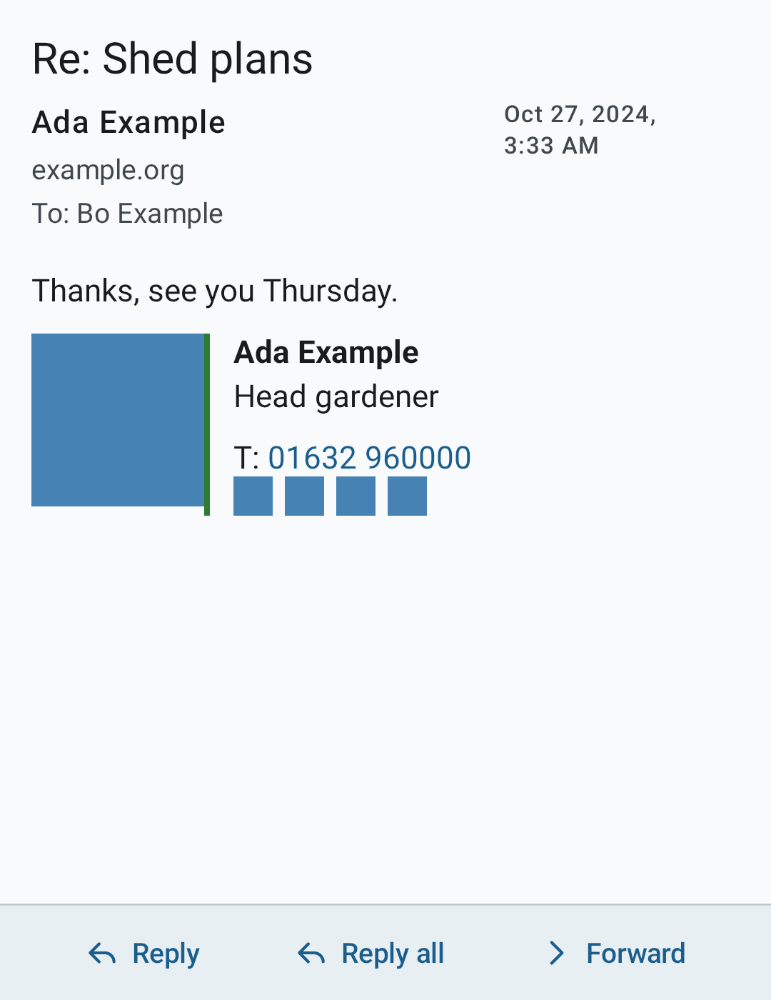 Re: Shed plans
Ada Example
Oct 27, 2024,
3:33 AM
example.org
To: Bo Example
Thanks, see you Thursday.
Ada Example
Head gardener
T: 01632 960000
Reply
Reply all
Forward